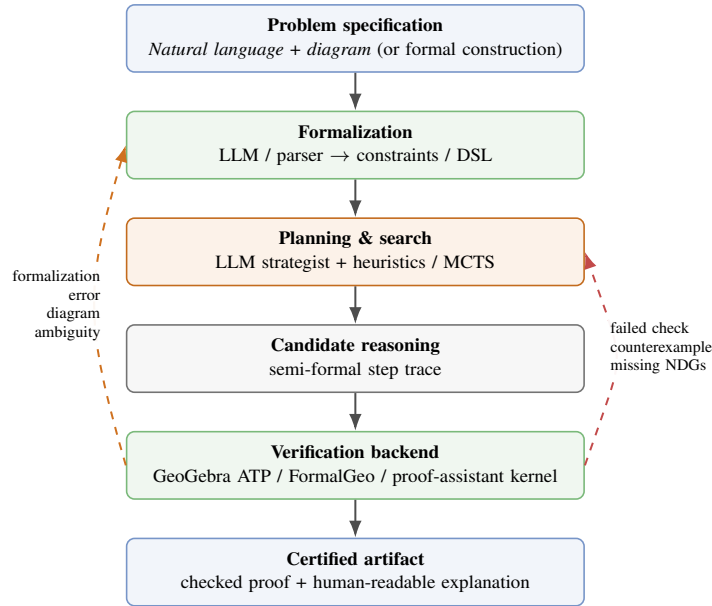 Problem specification
Natural language + diagram (or formal construction)
Formalization
LLM / parser → constraints / DSL
Planning & search
LLM strategist + heuristics / MCTS
formalization
error
diagram
ambiguity
failed check
counterexample
missing NDGs
Candidate reasoning
semi-formal step trace
Verification backend
GeoGebra ATP / FormalGeo / proof-assistant kernel
Certified artifact
checked proof + human-readable explanation